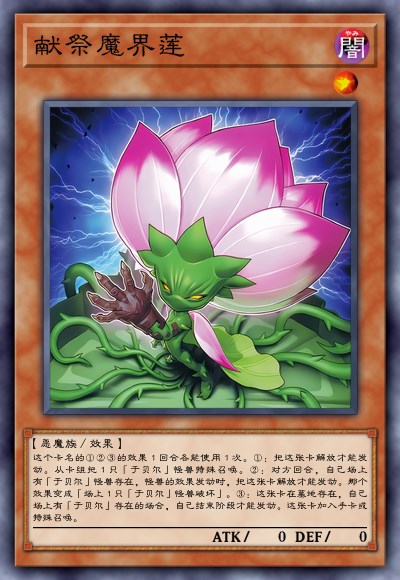 献祭魔界莲
やみ
闇
【恶魔族/效果】
这个卡名的①②③的效果1回合各能使用1次。①：把这张卡解放才能发
动。从卡组把1只「于贝尔」怪兽特殊召唤。②：对方回合，自己场上
有「于贝尔」怪兽存在，怪兽的效果发动时，把这张卡解放才能发动。那个
效果变成「场上1只「于贝尔」怪兽破坏」。③：这张卡在墓地存在，自己
场上有「于贝尔」存在的场合，自己结束阶段才能发动。这张卡加入手卡或
特殊召唤。
ATK/ 0 DEF/ 0